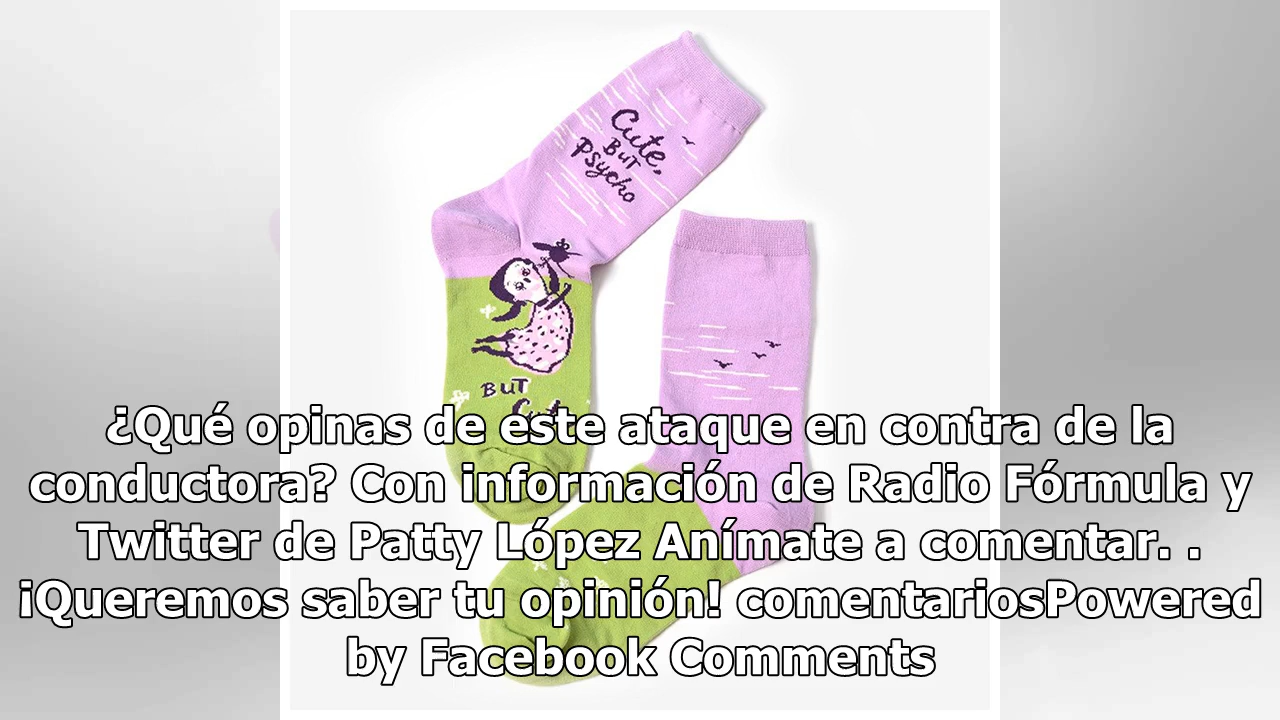 Cute,
BUT
Psycho
BUT
¿Qué opinas de este ataque en contra de la
conductora? Con información de Radio Fórmula y
Twitter de Patty López Anímate a comentar. .
¡Queremos saber tu opinión! comentariosPowered
by Facebook Comments